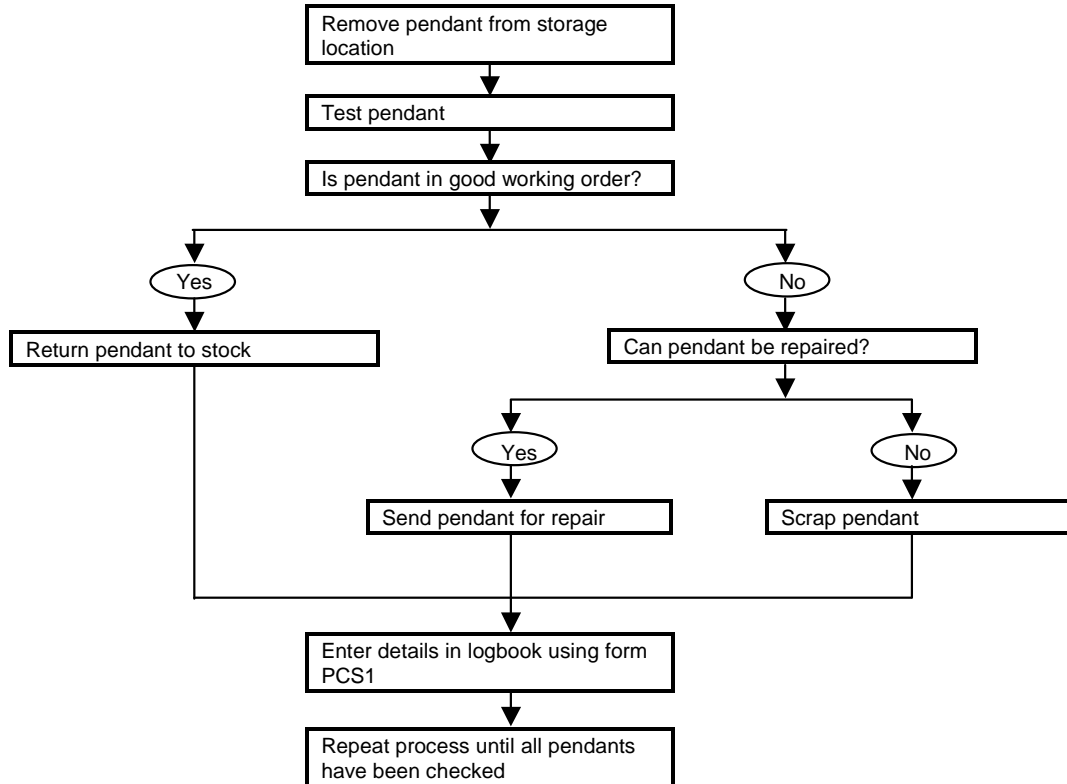 Remove pendant from storage
location
Test pendant
Is pendant in good working order?
Yes
No
Return pendant to stock
Can pendant be repaired?
Yes
No
Send pendant for repair
Scrap pendant
Enter details in logbook using form
PCS1
Repeat process until all pendants
have been checked